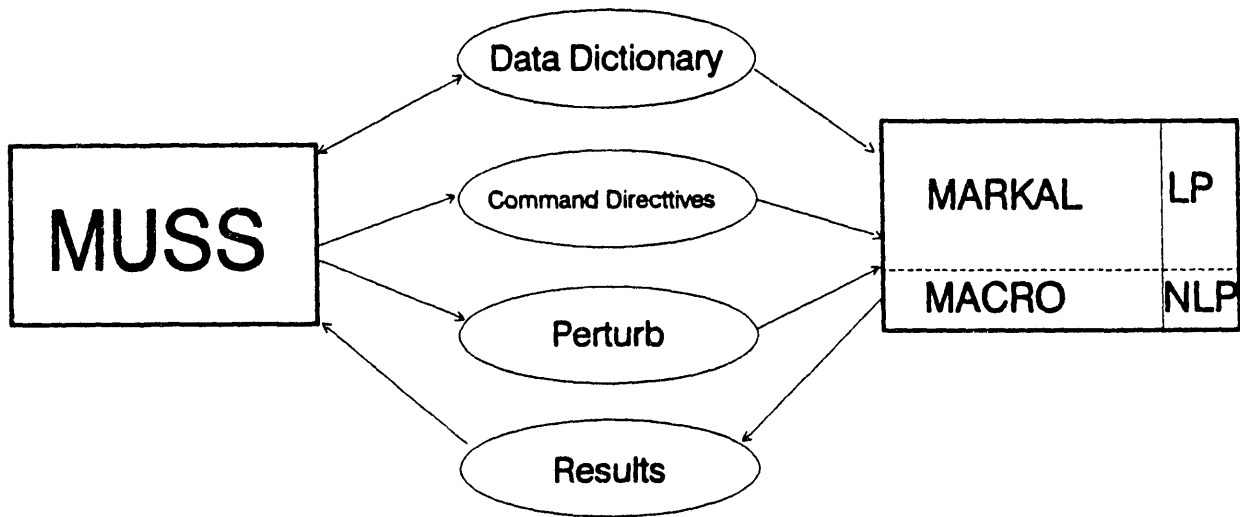 Data Dictionary
MUSS
Command Directtives
MARKAL
LP
MACRO
NLP
Perturb
Results